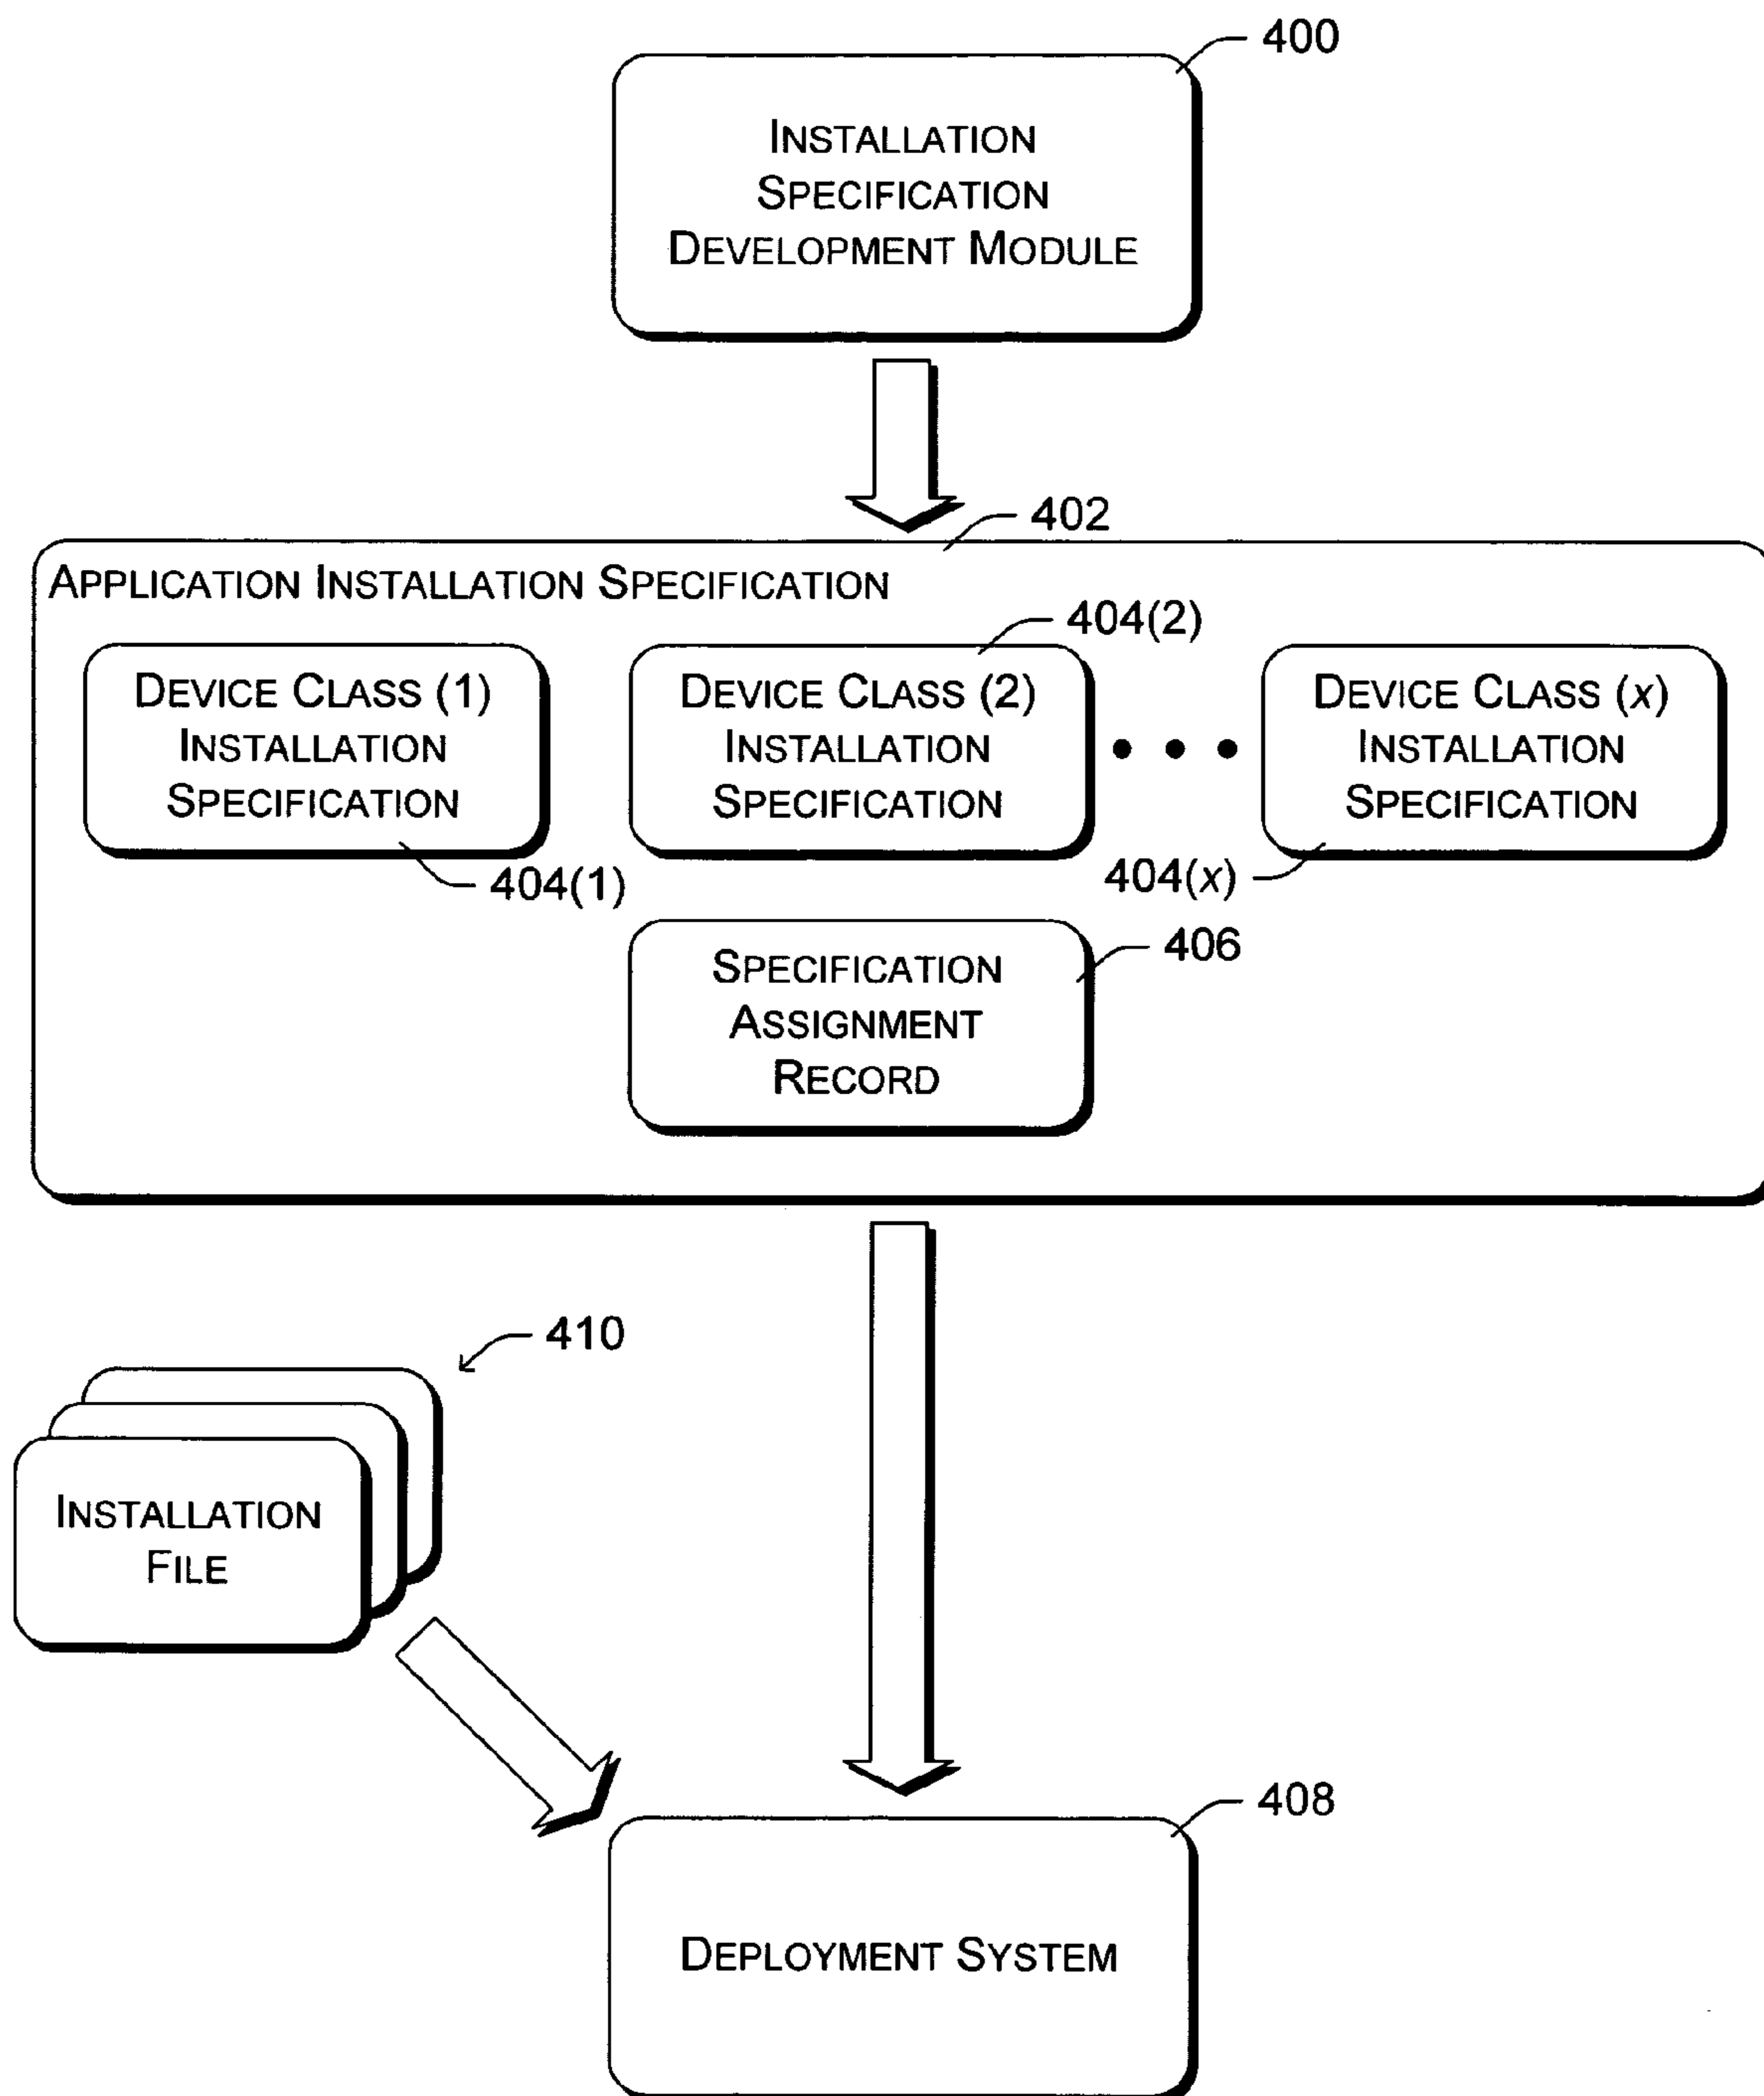 400
INSTALLATION
SPECIFICATION
DEVELOPMENT MODULE
402
APPLICATION INSTALLATION SPECIFICATION
404(2)
DEVICE CLASS (1)
INSTALLATION
SPECIFICATION
DEVICE CLASS (2)
INSTALLATION
SPECIFICATION
DEVICE CLASS (x)
INSTALLATION
SPECIFICATION
404(1)
404(x)
SPECIFICATION
ASSIGNMENT
RECORD
406
410
INSTALLATION
FILE
408
DEPLOYMENT SYSTEM